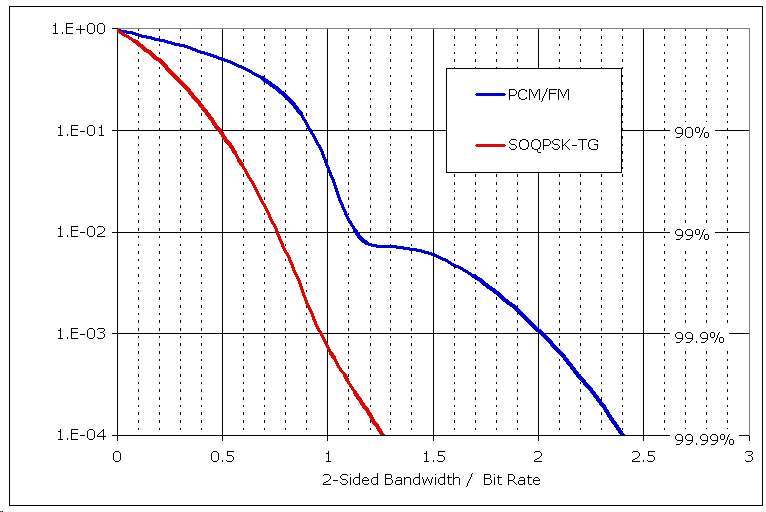 1.E+00
1.E-01
1.E-02
1.E-03
1.E-04
PCM/FM
SOQPSK-TG
90%
99%
99.9%
99.99%
0 0.5 1 1.5 2 2.5 3
2-Sided Bandwidth / Bit Rate